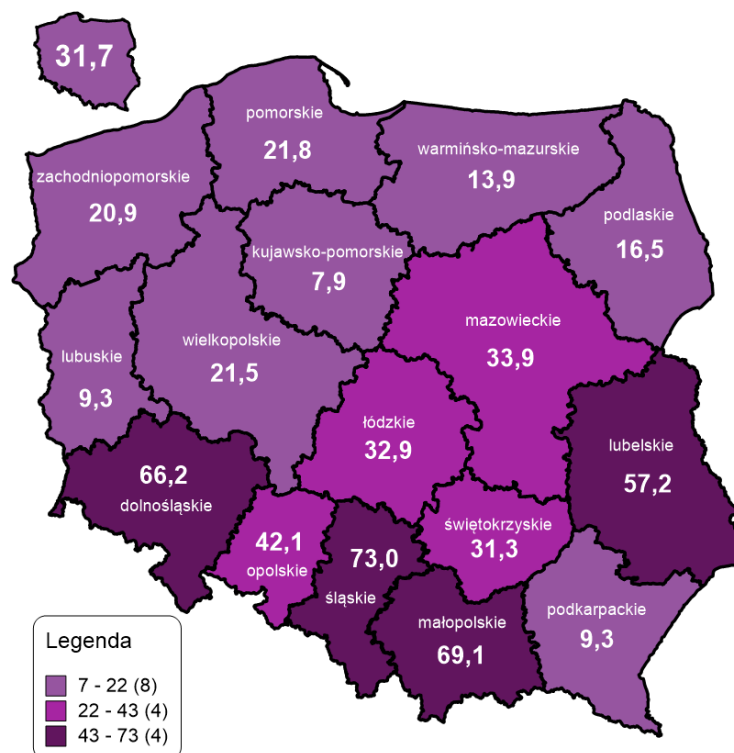 31,7
pomorskie
21,8
warmińsko-mazurskie
13,9
zachodniopomorskie
20,9
podlaskie
16,5
kujawsko-pomorskie
7,9
mazowieckie
33,9
wielkopolskie
21,5
lubuskie
9,3
łódzkie
32,9
lubelskie
57,2
66,2
dolnośląskie
świętokrzyskie
31,3
42,1
opolskie
73,0
śląskie
małopolskie
69,1
podkarpackie
9,3
Legenda
7 - 22 (8)
22 - 43 (4)
43 - 73 (4)